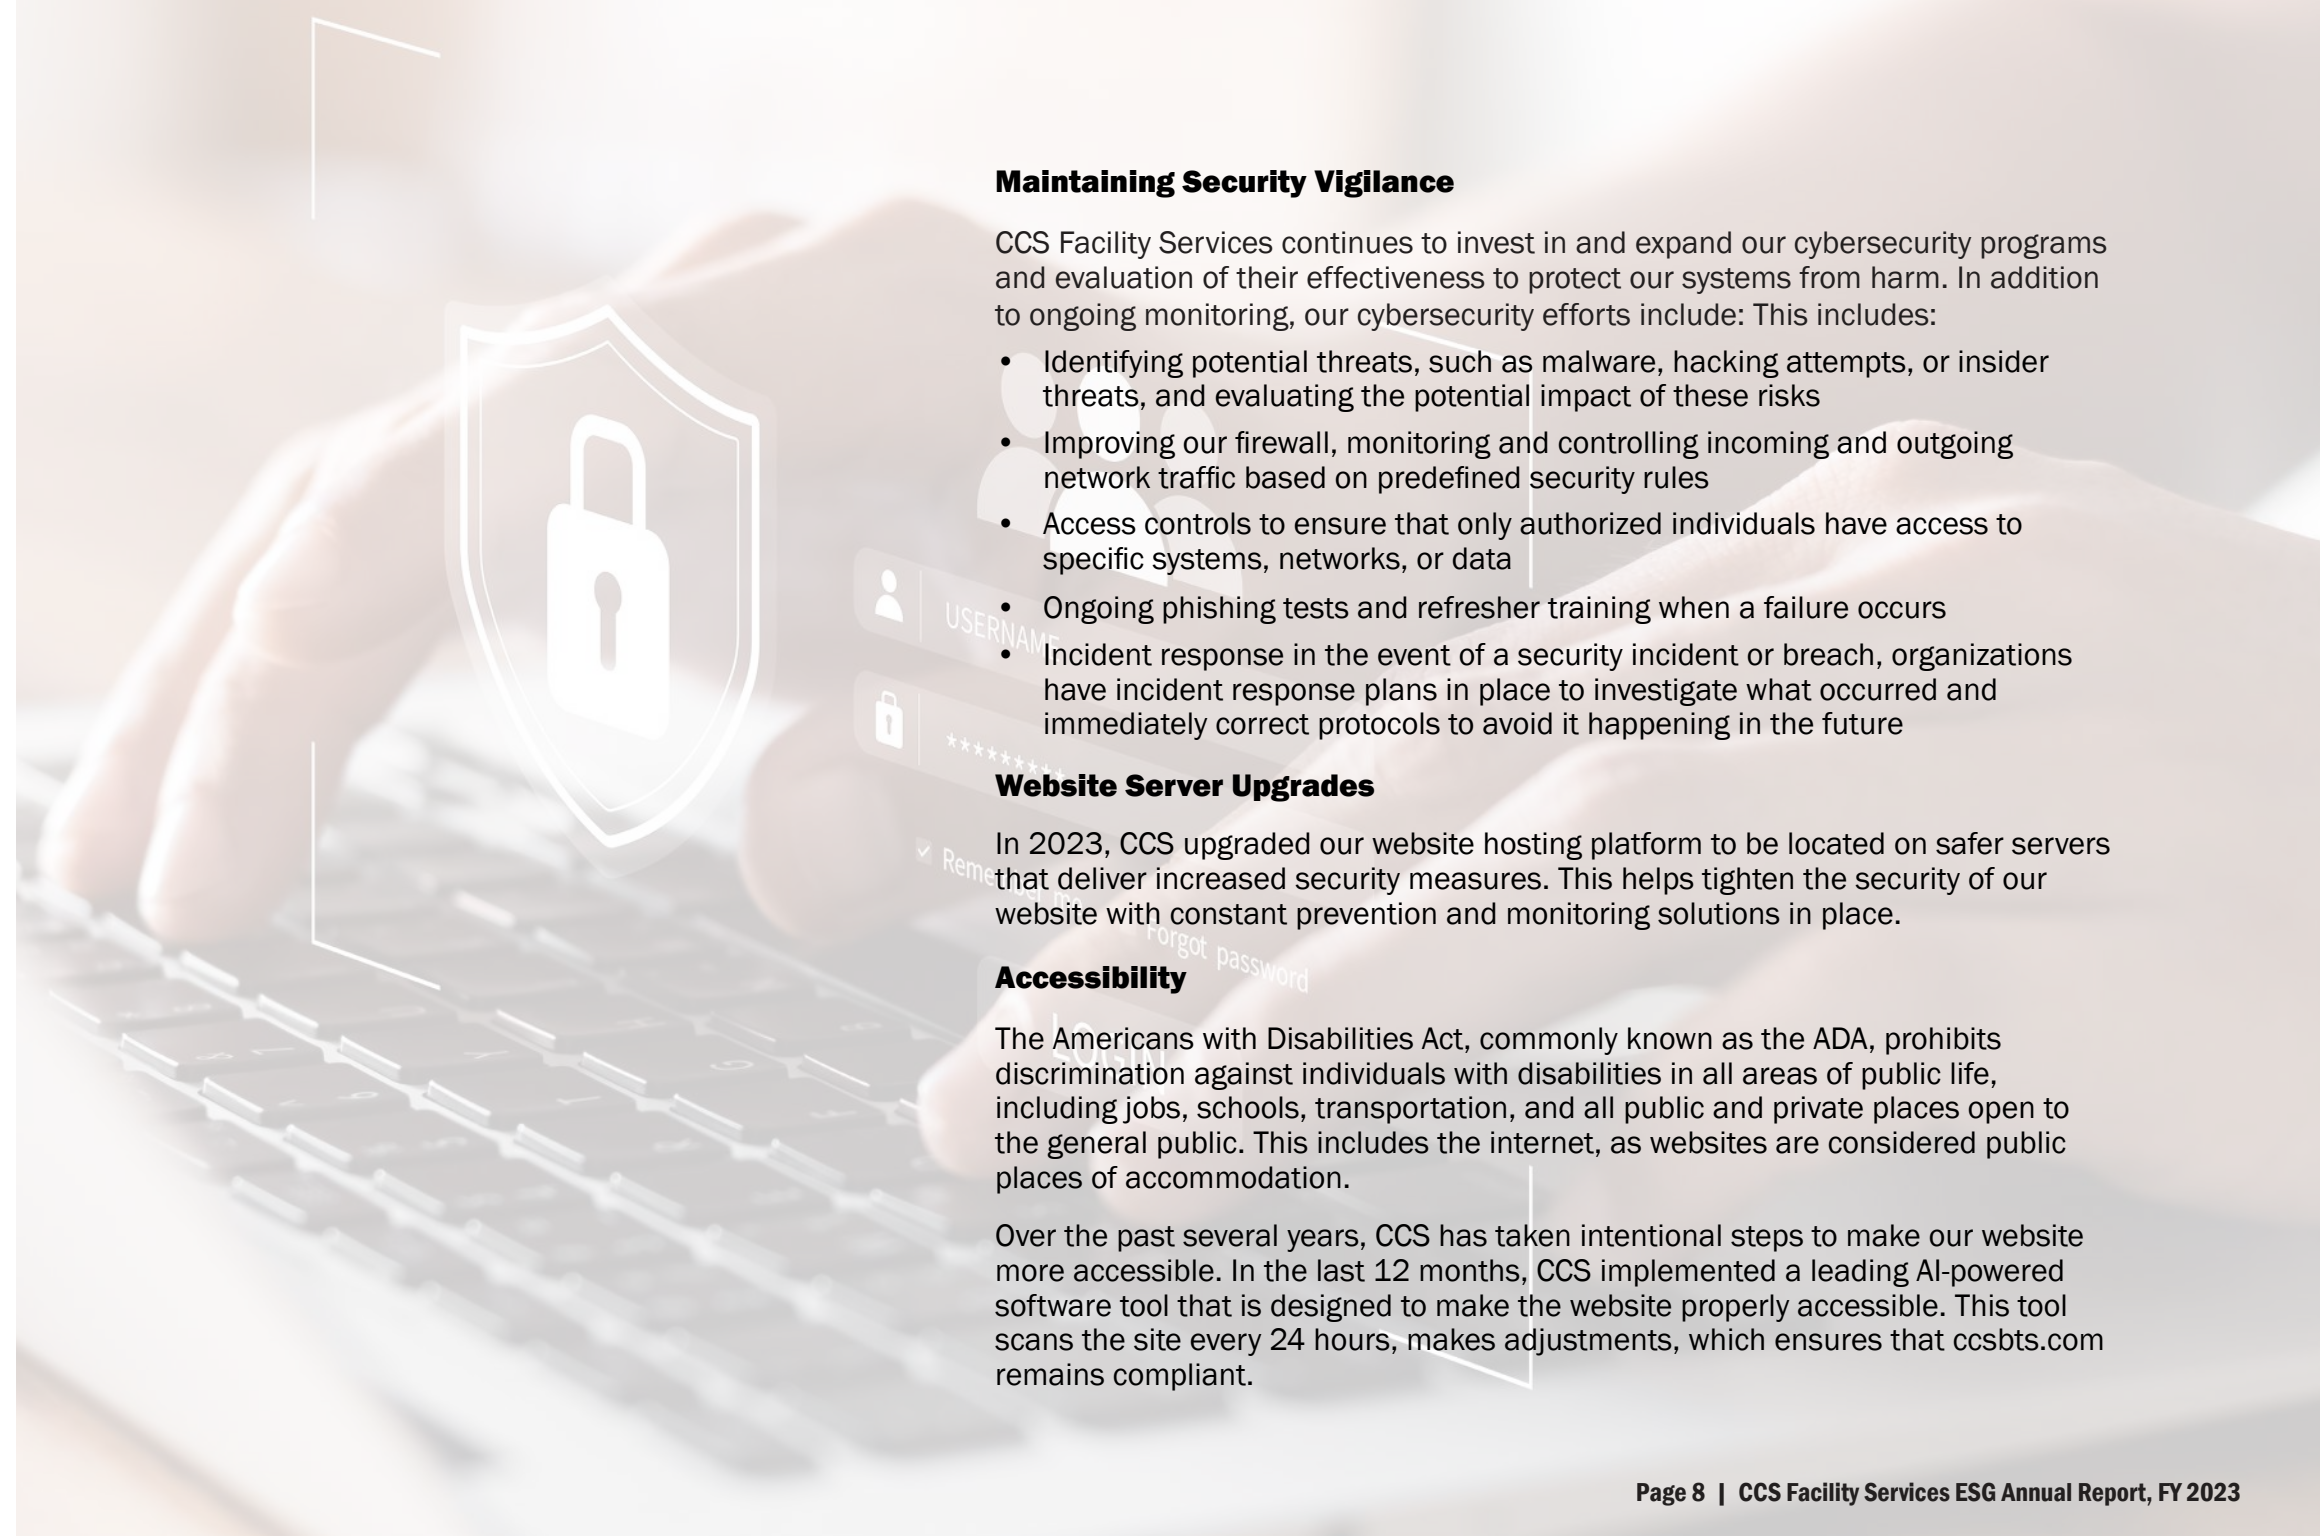 Maintaining Security Vigilance
CCS Facility Services continues to invest in and expand our cybersecurity programs
and evaluation of their effectiveness to protect our systems from harm. In addition
to ongoing monitoring, our cybersecurity efforts include: This includes:
• Identifying potential threats, such as malware, hacking attempts, or insider
threats, and evaluating the potential impact of these risks
• Improving our firewall, monitoring and controlling incoming and outgoing
network traffic based on predefined security rules
• Access controls to ensure that only authorized individuals have access to
specific systems, networks, or data
• Ongoing phishing tests and refresher training when a failure occurs
• Incident response in the event of a security incident or breach, organizations
have incident response plans in place to investigate what occurred and
immediately correct protocols to avoid it happening in the future
USERNAME
*********
Remember me
Forgot password
LOGIN
Website Server Upgrades
In 2023, CCS upgraded our website hosting platform to be located on safer servers
that deliver increased security measures. This helps tighten the security of our
website with constant prevention and monitoring solutions in place.
Accessibility
The Americans with Disabilities Act, commonly known as the ADA, prohibits
discrimination against individuals with disabilities in all areas of public life,
including jobs, schools, transportation, and all public and private places open to
the general public. This includes the internet, as websites are considered public
places of accommodation.
Over the past several years, CCS has taken intentional steps to make our website
more accessible. In the last 12 months, CCS implemented a leading AI-powered
software tool that is designed to make the website properly accessible. This tool
scans the site every 24 hours, makes adjustments, which ensures that ccsbts.com
remains compliant.
Page 8 | CCS Facility Services ESG Annual Report, FY 2023